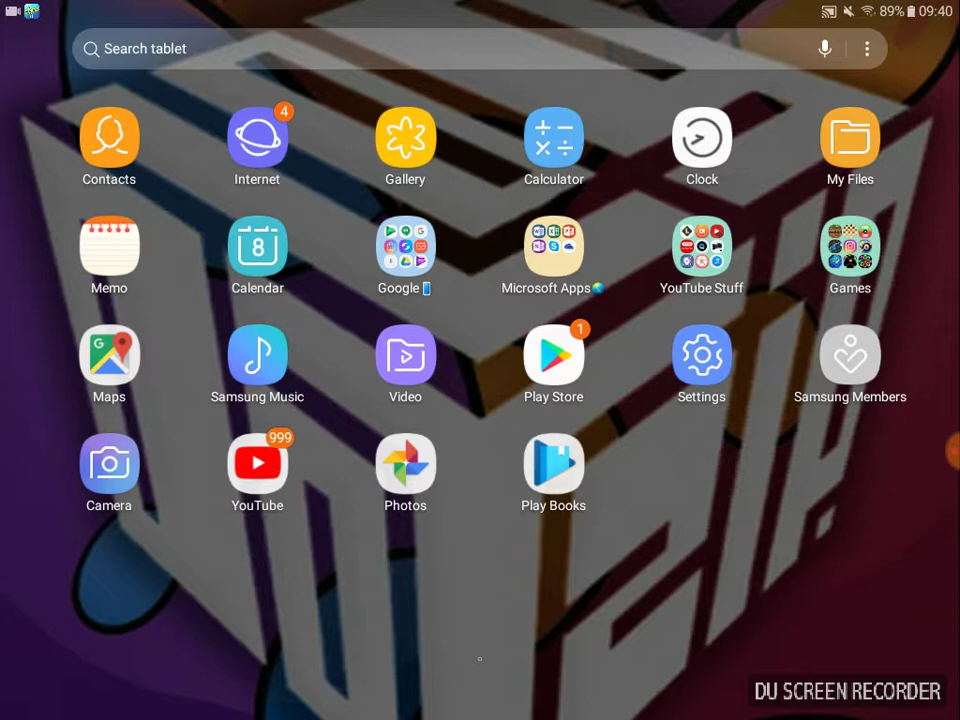 89% 09:40
Search tablet
4
Contacts
Internet
Gallery
Calculator
Clock
My Files
8
Memo
Calendar
Google📱
Microsoft Apps🌏
YouTube Stuff
Games
G
1
Maps
Samsung Music
Video
Play Store
Settings
Samsung Members
999
Camera
YouTube
Photos
Play Books
DU SCREEN RECORDER